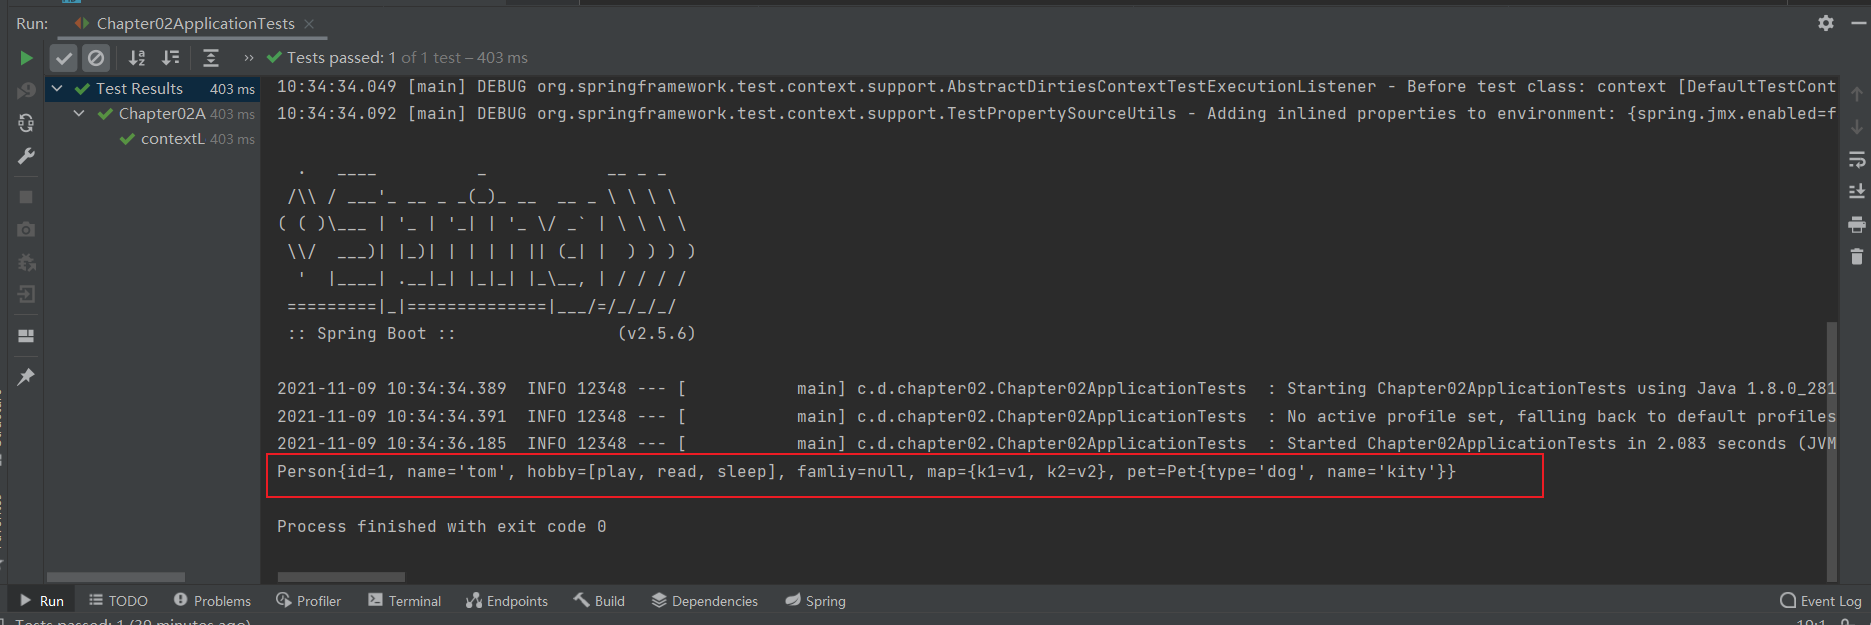 Run: Chapter02ApplicationTests
Tests passed: 1 of 1 test – 403 ms
Test Results 403 ms
Chapter02A 403 ms
contextL 403 ms
10:34:34.049 [main] DEBUG org.springframework.test.context.support.AbstractDirtiesContextTestExecutionListener - Before test class: context [DefaultTestCont
10:34:34.092 [main] DEBUG org.springframework.test.context.support.TestPropertySourceUtils - Adding inlined properties to environment: {spring.jmx.enabled=f
  .   ____          _            __ _ _
 /\\ / ___'_ __ _ _(_)_ __  __ _ \ \ \ \
( ( )\___ | '_ | '_| | '_ \/ _` | \ \ \ \
 \\/  ___)| |_)| | | | | || (_| |  ) ) ) )
  '  |____| .__|_| |_|_| |_\__, | / / / /
 =========|_|==============|___/=/_/_/_/
 :: Spring Boot ::                (v2.5.6)
2021-11-09 10:34:34.389  INFO 12348 --- [           main] c.d.chapter02.Chapter02ApplicationTests  : Starting Chapter02ApplicationTests using Java 1.8.0_281
2021-11-09 10:34:34.391  INFO 12348 --- [           main] c.d.chapter02.Chapter02ApplicationTests  : No active profile set, falling back to default profiles
2021-11-09 10:34:36.185  INFO 12348 --- [           main] c.d.chapter02.Chapter02ApplicationTests  : Started Chapter02ApplicationTests in 2.083 seconds (JVM
Person{id=1, name='tom', hobby=[play, read, sleep], famliy=null, map={k1=v1, k2=v2}, pet=Pet{type='dog', name='kity'}}
Process finished with exit code 0
Run TODO Problems Profiler Terminal Endpoints Build Dependencies Spring Event Log
Tests passed: 1 (20 minutes ago)